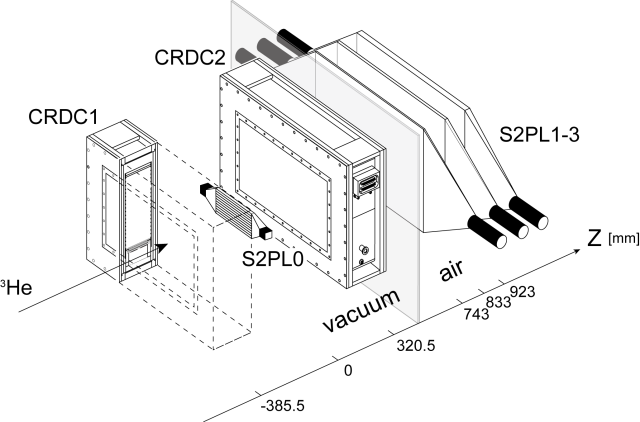 CRDC2
CRDC1
S2PL1-3
S2PL0
³He
Z [mm]
air
vacuum
923
833
743
320.5
0
-385.5